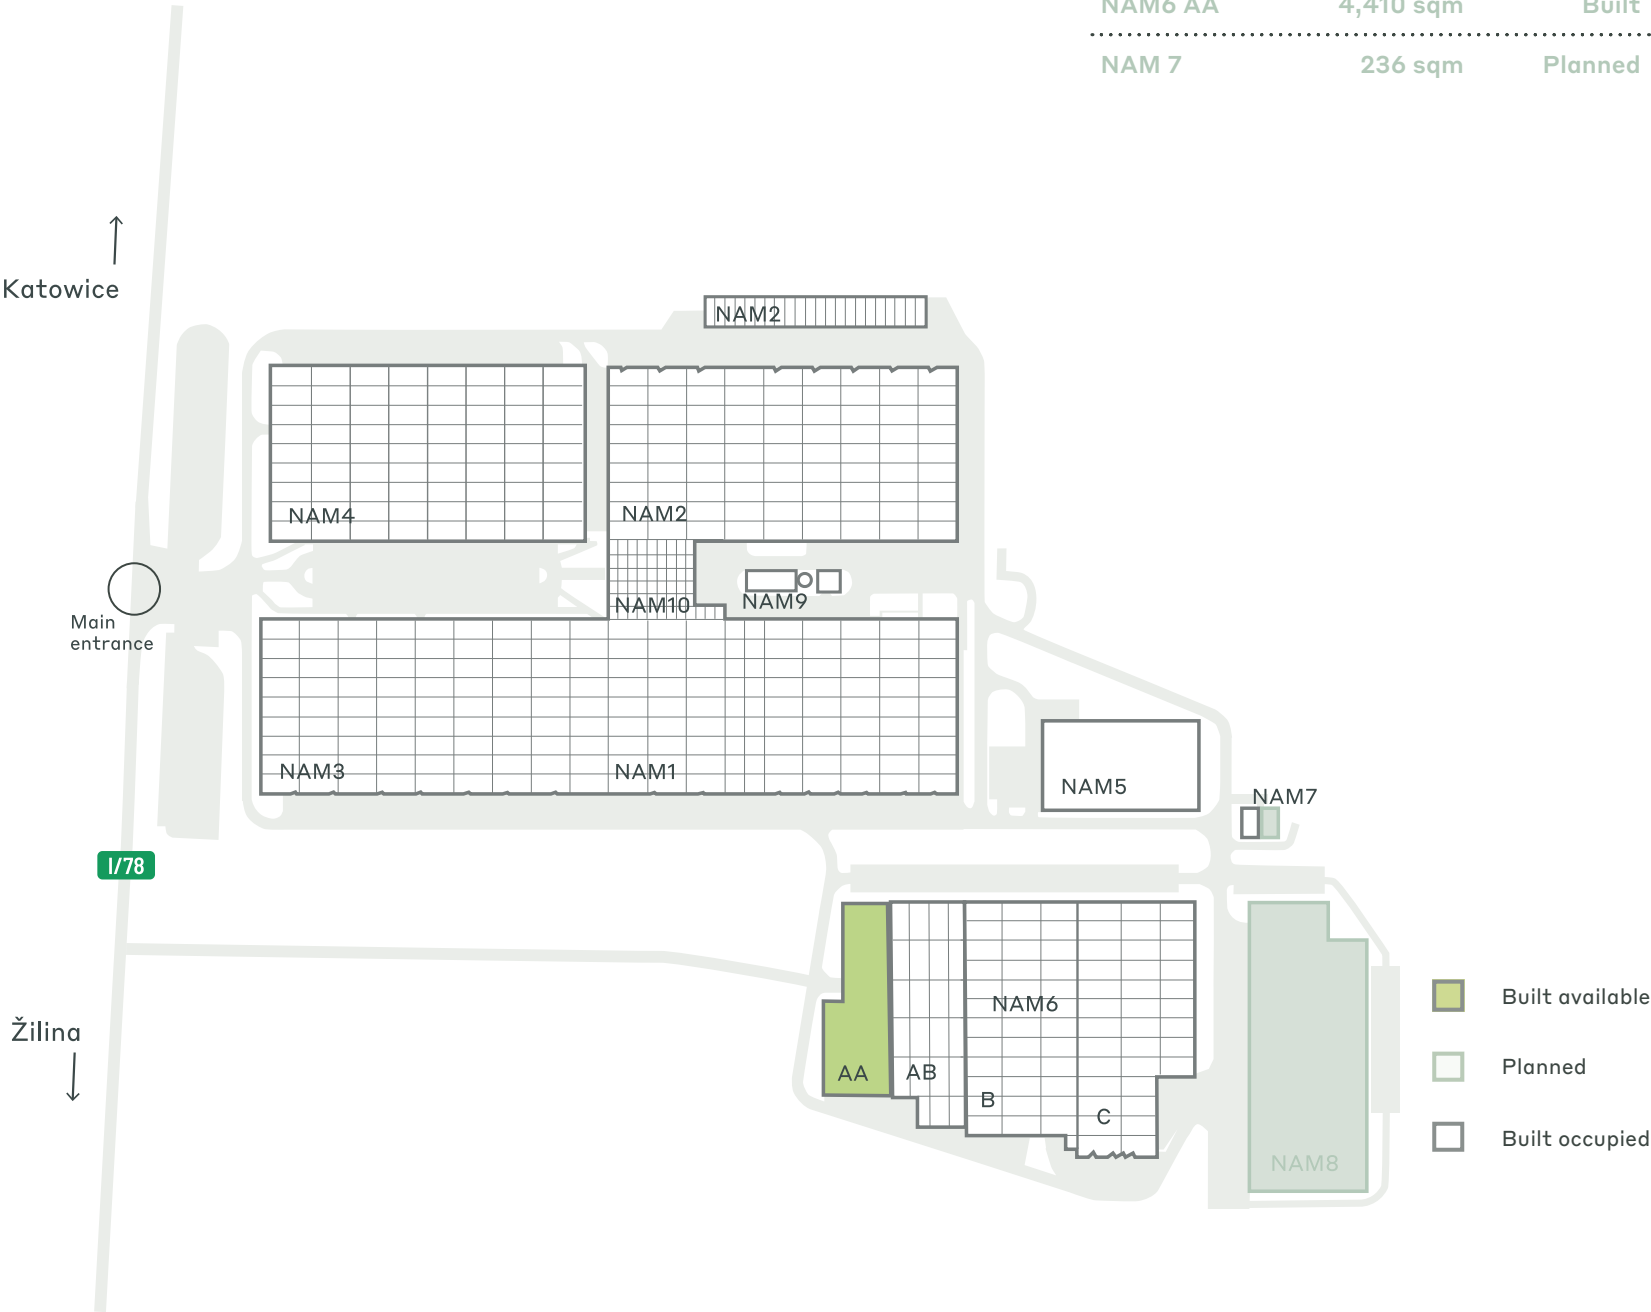 NAM6 AA 4,410 sqm Built
NAM 7 236 sqm Planned
Katowice
NAM2
NAM4
NAM2
NAM10
NAM9
Main
entrance
NAM3
NAM1
NAM5
NAM7
I/78
NAM6
Built available
Žilina
AA
AB
Planned
B
C
Built occupied
NAM8